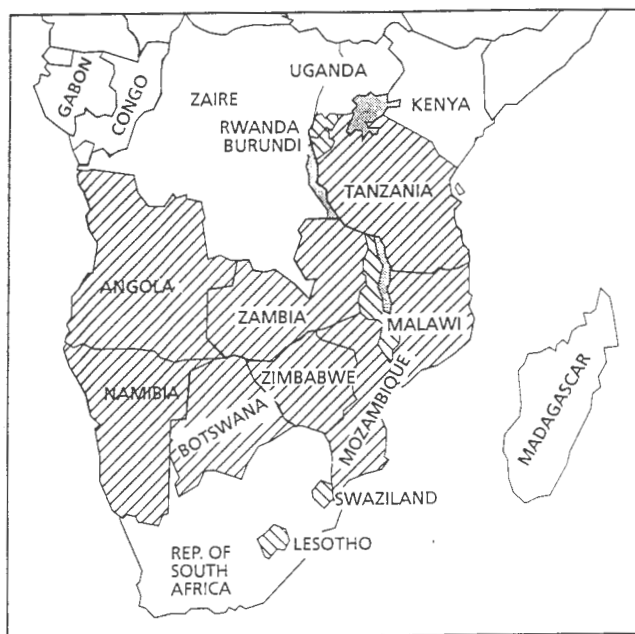 UGANDA
GABON
CONGO
ZAIRE
KENYA
RWANDA
BURUNDI
TANZANIA
ANGOLA
ZAMBIA
MALAWI
NAMIBIA
BOTSWANA
ZIMBABWE
MOZAMBIQUE
MADAGASCAR
SWAZILAND
LESOTHO
REP. OF
SOUTH
AFRICA